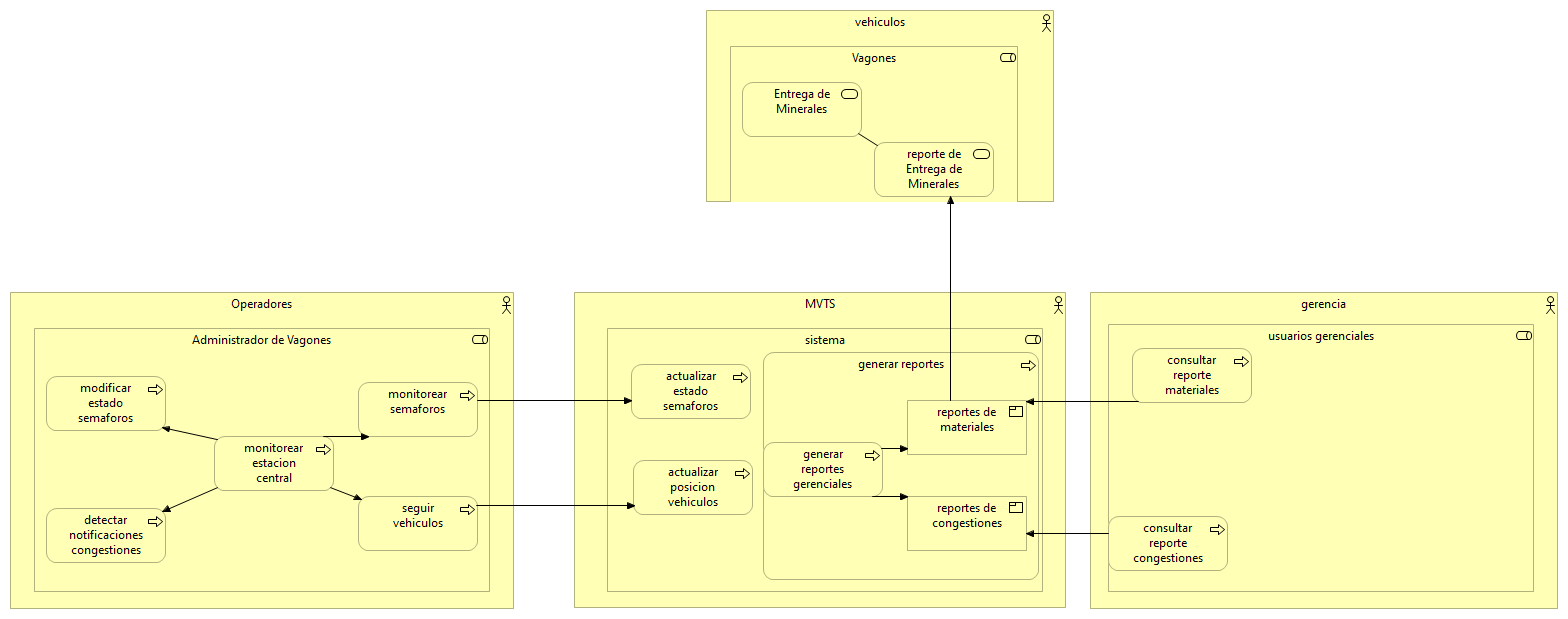 vehiculos
Vagones
Entrega de
Minerales
reporte de
Entrega de
Minerales
Operadores
Administrador de Vagones
modificar
estado
semaforos
monitorear
semaforos
monitorear
estacion
central
detectar
notificaciones
congestiones
seguir
vehiculos
MVTS
sistema
actualizar
estado
semaforos
actualizar
posicion
vehiculos
generar reportes
reportes de
materiales
generar
reportes
gerenciales
reportes de
congestiones
gerencia
usuarios gerenciales
consultar
reporte
materiales
consultar
reporte
congestiones